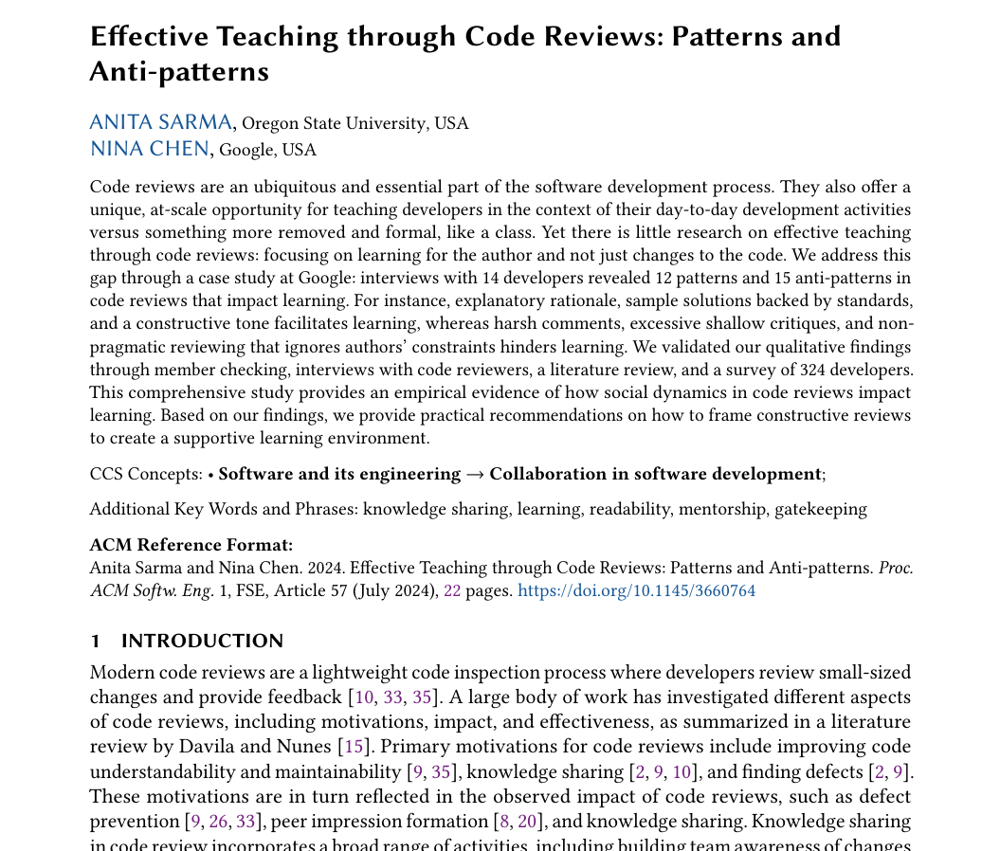 Effective Teaching through Code Reviews: Patterns and
Anti-patterns
ANITA SARMA, Oregon State University, USA
NINA CHEN, Google, USA
Code reviews are an ubiquitous and essential part of the software development process. They also offer a
unique, at-scale opportunity for teaching developers in the context of their day-to-day development activities
versus something more removed and formal, like a class. Yet there is little research on effective teaching
through code reviews: focusing on learning for the author and not just changes to the code. We address this
gap through a case study at Google: interviews with 14 developers revealed 12 patterns and 15 anti-patterns in
code reviews that impact learning. For instance, explanatory rationale, sample solutions backed by standards,
and a constructive tone facilitates learning, whereas harsh comments, excessive shallow critiques, and non-
pragmatic reviewing that ignores authors' constraints hinders learning. We validated our qualitative findings
through member checking, interviews with code reviewers, a literature review, and a survey of 324 developers.
This comprehensive study provides an empirical evidence of how social dynamics in code reviews impact
learning. Based on our findings, we provide practical recommendations on how to frame constructive reviews
to create a supportive learning environment.
CCS Concepts: • Software and its engineering → Collaboration in software development;
Additional Key Words and Phrases: knowledge sharing, learning, readability, mentorship, gatekeeping
ACM Reference Format:
Anita Sarma and Nina Chen. 2024. Effective Teaching through Code Reviews: Patterns and Anti-patterns. Proc.
ACM Softw. Eng. 1, FSE, Article 57 (July 2024), 22 pages. https://doi.org/10.1145/3660764
1 INTRODUCTION
Modern code reviews are a lightweight code inspection process where developers review small-sized
changes and provide feedback [10, 33, 35]. A large body of work has investigated different aspects
of code reviews, including motivations, impact, and effectiveness, as summarized in a literature
review by Davila and Nunes [15]. Primary motivations for code reviews include improving code
understandability and maintainability [9, 35], knowledge sharing [2, 9, 10], and finding defects [2, 9].
These motivations are in turn reflected in the observed impact of code reviews, such as defect
prevention [9, 26, 33], peer impression formation [8, 20], and knowledge sharing. Knowledge sharing
in code review incorporates a broad range of activities, including building team awareness of changes